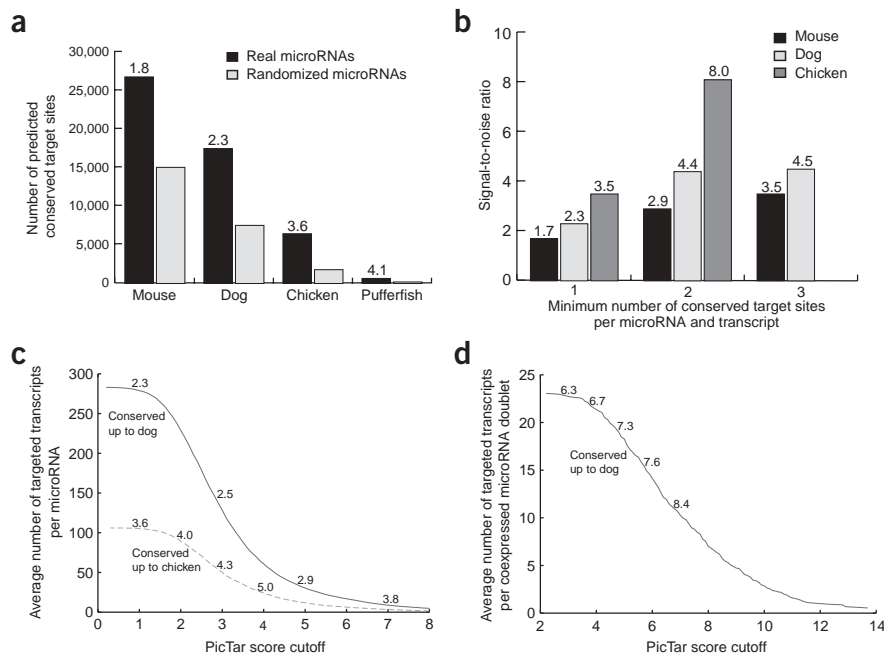 a
Number of predicted
conserved target sites
30,000
25,000
20,000
15,000
10,000
5,000
0
1.8
2.3
3.6
4.1
Real microRNAs
Randomized microRNAs
Mouse
Dog
Chicken
Pufferfish
b
Signal-to-noise ratio
10
8
6
4
2
0
Mouse
Dog
Chicken
1.7
2.3
3.5
2.9
4.4
8.0
3.5
4.5
1
2
3
Minimum number of conserved target sites
per microRNA and transcript
c
Average number of targeted transcripts
per microRNA
300
250
200
150
100
50
0
2.3
Conserved
up to dog
2.5
3.6
4.0
Conserved
up to chicken
4.3
5.0
2.9
3.8
0 1 2 3 4 5 6 7 8
PicTar score cutoff
d
Average number of targeted transcripts
per coexpressed microRNA doublet
25
20
15
10
5
0
6.3
6.7
7.3
Conserved
up to dog
7.6
8.4
2 4 6 8 10 12 14
PicTar score cutoff